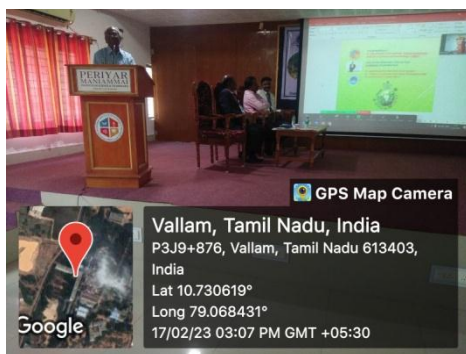 PERIYAR
MANIAMMAI
GPS Map Camera
Vallam, Tamil Nadu, India
P3J9+876, Vallam, Tamil Nadu 613403,
India
Lat 10.730619°
Long 79.068431°
17/02/23 03:07 PM GMT +05:30
Google